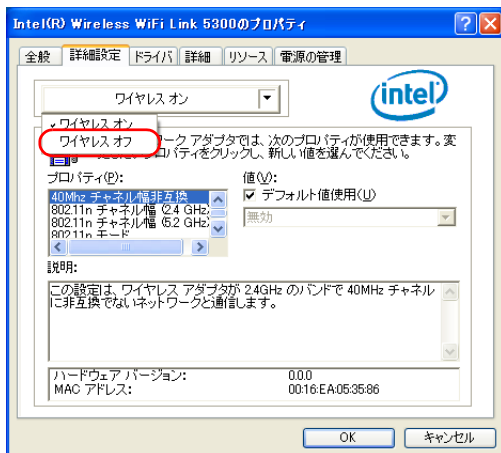 Intel(R) Wireless WiFi Link 5300のプロパティ
全般 詳細設定 ドライバ 詳細 リソース 電源の管理
ワイヤレス オン
intel
ワイヤレス オン
ワイヤレス オフ
ワーク アダプタでは、次のプロパティが使用できます。変
プロパティをクリックし、新しい値を選んでください。
プロパティ(P):
値(V):
40Mhz チャネル幅非互換
802.11n チャネル幅 (2.4 GHz)
802.11n チャネル幅 (5.2 GHz)
802.11n モード
デフォルト値使用(U)
無効
説明:
この設定は、ワイヤレス アダプタが 2.4GHz のバンドで 40MHz チャネル
に非互換でないネットワークと通信します。
ハードウェア バージョン: 0.0.0
MAC アドレス: 00:16:EA:05:35:86
OK キャンセル